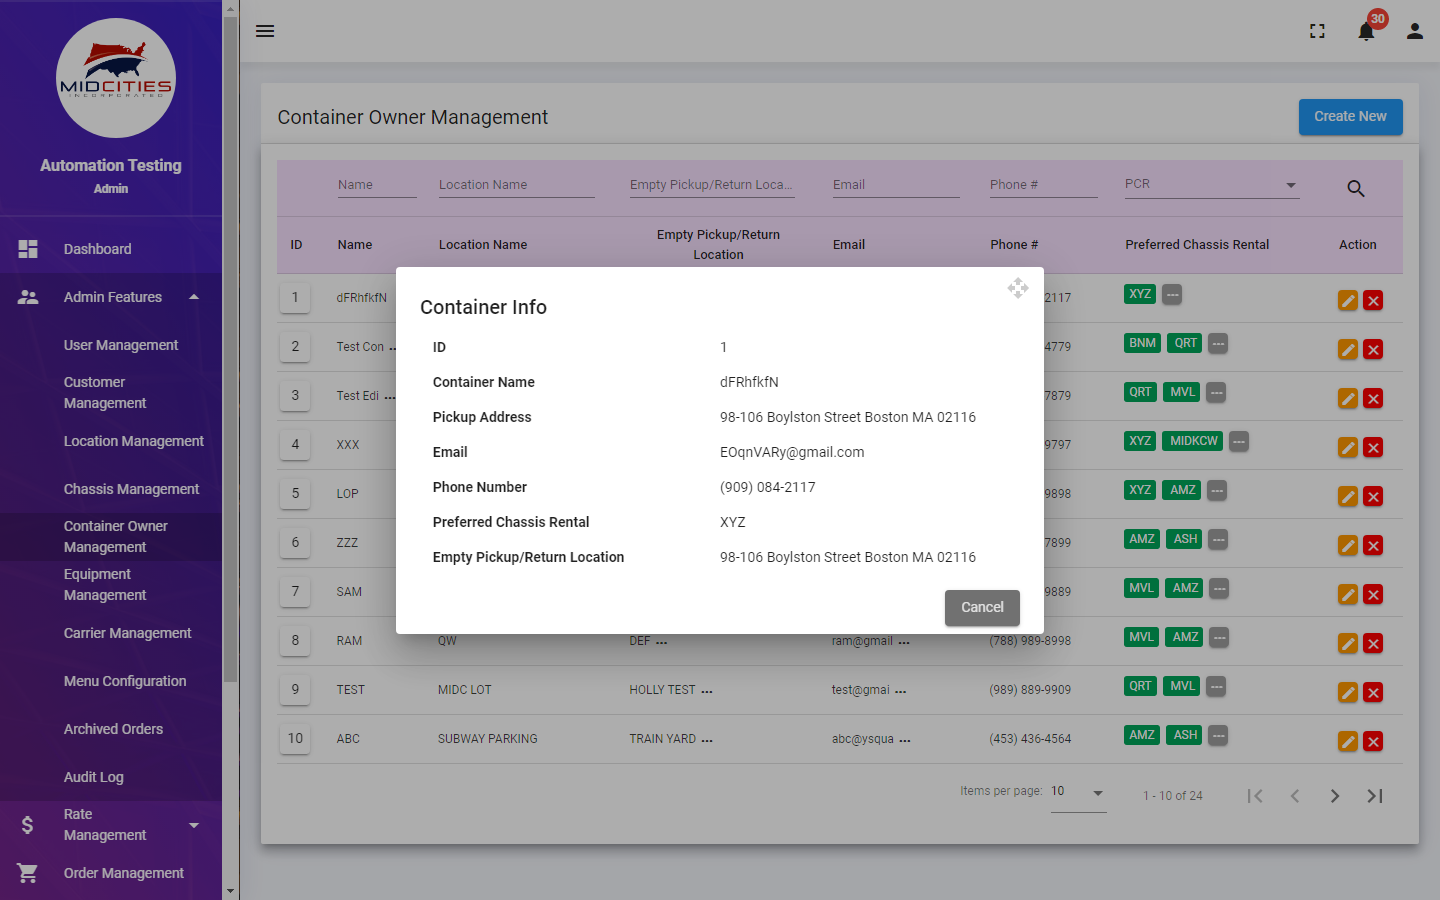 MIDCITIES
INCORPORATED
Automation Testing
Admin
Dashboard
Admin Features
User Management
Customer
Management
Location Management
Chassis Management
Container Owner
Management
Equipment
Management
Carrier Management
Menu Configuration
Archived Orders
Audit Log
Rate
Management
Order Management
30
Container Owner Management
Create New
Name Location Name Empty Pickup/Return Loca... Email Phone # PCR
ID Name Location Name Empty Pickup/Return Location Email Phone # Preferred Chassis Rental Action
1 dFRhfkfN 2117 XYZ ---
2 Test Con ... 4779 BNM QRT ---
3 Test Edi ... 7879 QRT MVL ---
4 XXX 9797 XYZ MIDKCW ---
5 LOP 9898 XYZ AMZ ---
6 ZZZ 7899 AMZ ASH ---
7 SAM 9889 MVL AMZ ---
8 RAM QW DEF ... ram@gmail ... (788) 989-8998 MVL AMZ ---
9 TEST MIDC LOT HOLLY TEST ... test@gmai ... (989) 889-9909 QRT MVL ---
10 ABC SUBWAY PARKING TRAIN YARD ... abc@ysqua ... (453) 436-4564 AMZ ASH ---
Items per page: 10 1 - 10 of 24
Container Info
ID 1
Container Name dFRhfkfN
Pickup Address 98-106 Boylston Street Boston MA 02116
Email EOqnVARy@gmail.com
Phone Number (909) 084-2117
Preferred Chassis Rental XYZ
Empty Pickup/Return Location 98-106 Boylston Street Boston MA 02116
Cancel